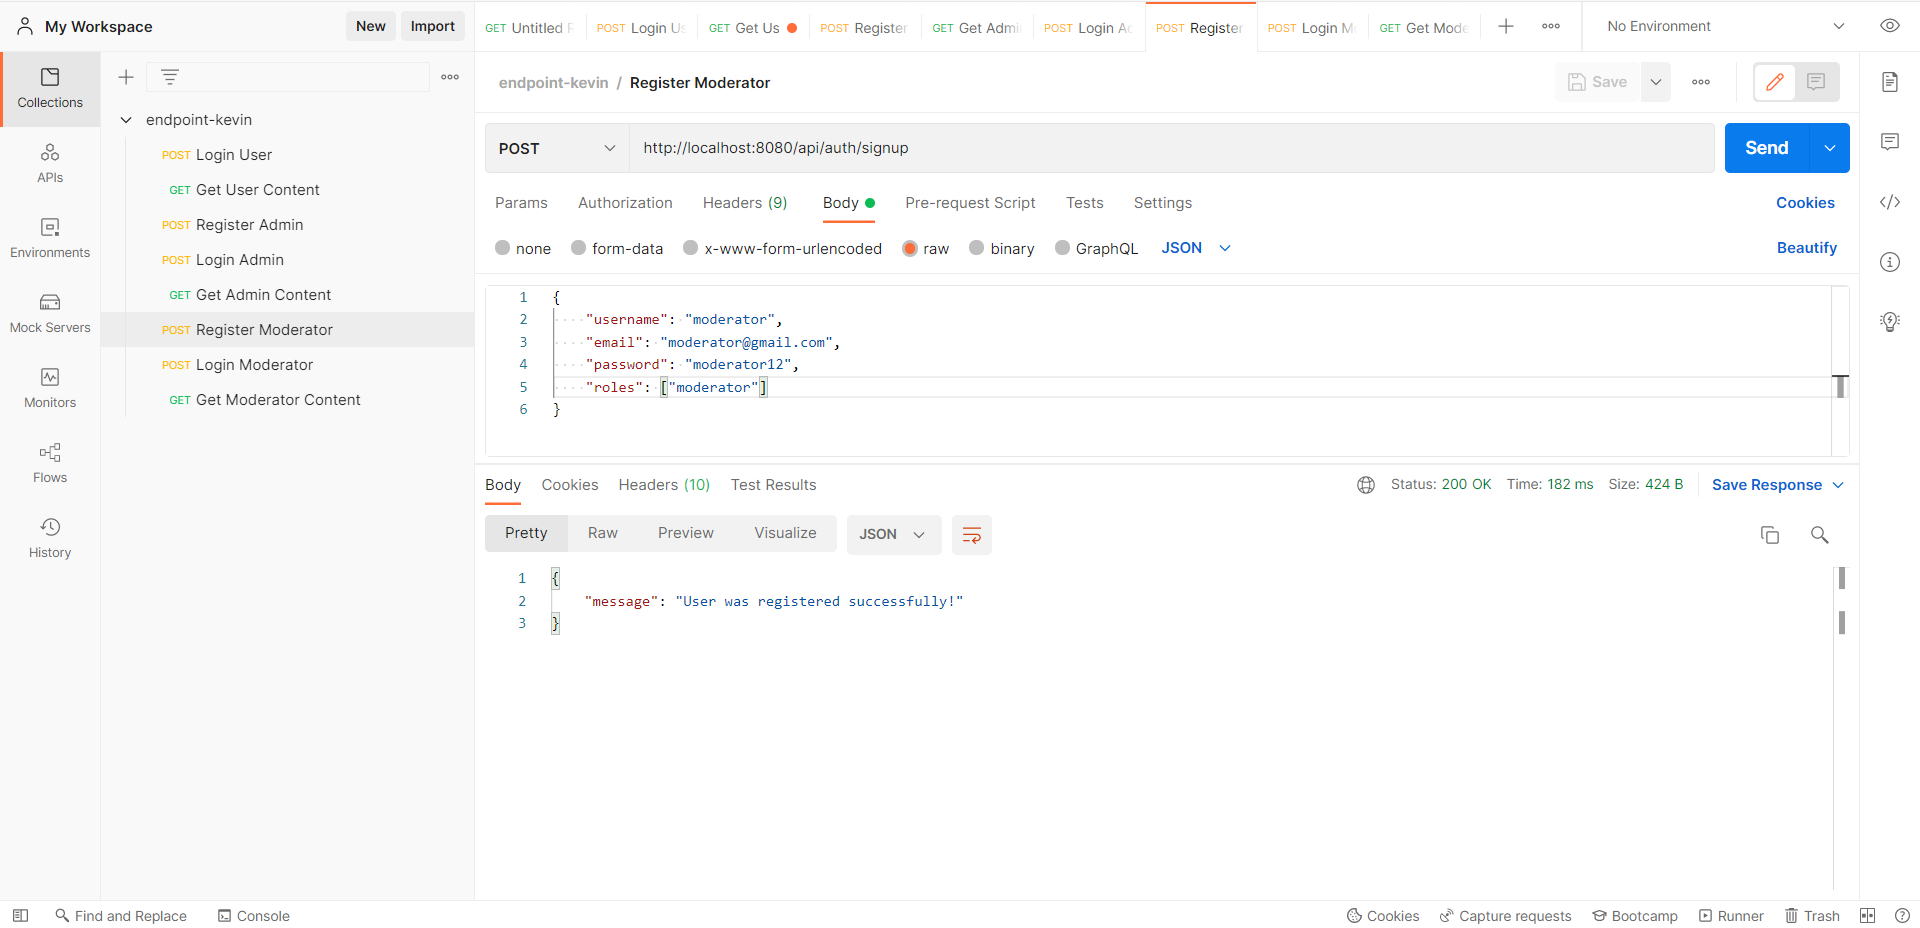 My Workspace
New
Import
GET Untitled
POST Login Us
GET Get Us
POST Register
GET Get Admi
POST Login Ad
POST Register
POST Login M
GET Get Mode
No Environment
Collections
APIs
Environments
Mock Servers
Monitors
Flows
History
endpoint-kevin
POST Login User
GET Get User Content
POST Register Admin
POST Login Admin
GET Get Admin Content
POST Register Moderator
POST Login Moderator
GET Get Moderator Content
endpoint-kevin / Register Moderator
Save
POST
http://localhost:8080/api/auth/signup
Send
Params Authorization Headers (9) Body Pre-request Script Tests Settings
Cookies
none form-data x-www-form-urlencoded raw binary GraphQL JSON
Beautify
1 {
2 "username": "moderator",
3 "email": "moderator@gmail.com",
4 "password": "moderator12",
5 "roles": ["moderator"]
6 }
Body Cookies Headers (10) Test Results
Status: 200 OK Time: 182 ms Size: 424 B
Save Response
Pretty Raw Preview Visualize JSON
1 {
2 "message": "User was registered successfully!"
3 }
Find and Replace
Console
Cookies
Capture requests
Bootcamp
Runner
Trash